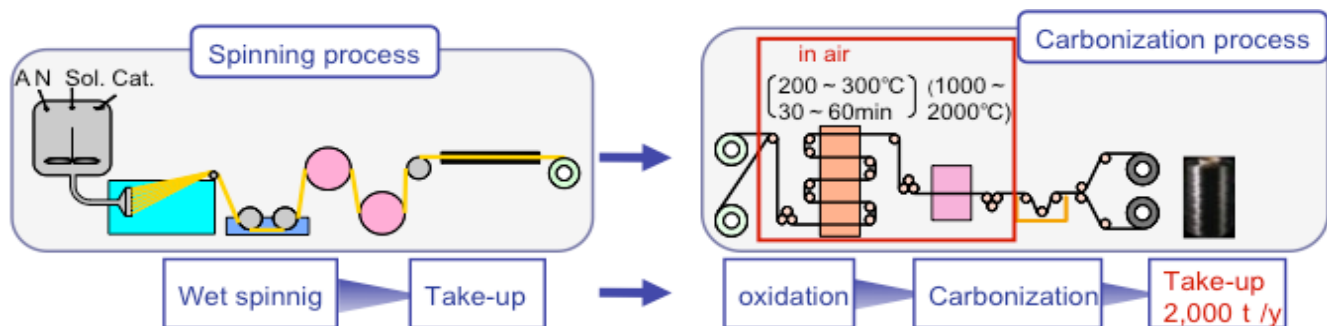 Spinning process
A N Sol. Cat.
Wet spinnig
Take-up
Carbonization process
in air
200 ~ 300℃
30 ~ 60min
(1000 ~
2000℃)
oxidation
Carbonization
Take-up
2,000 t /y